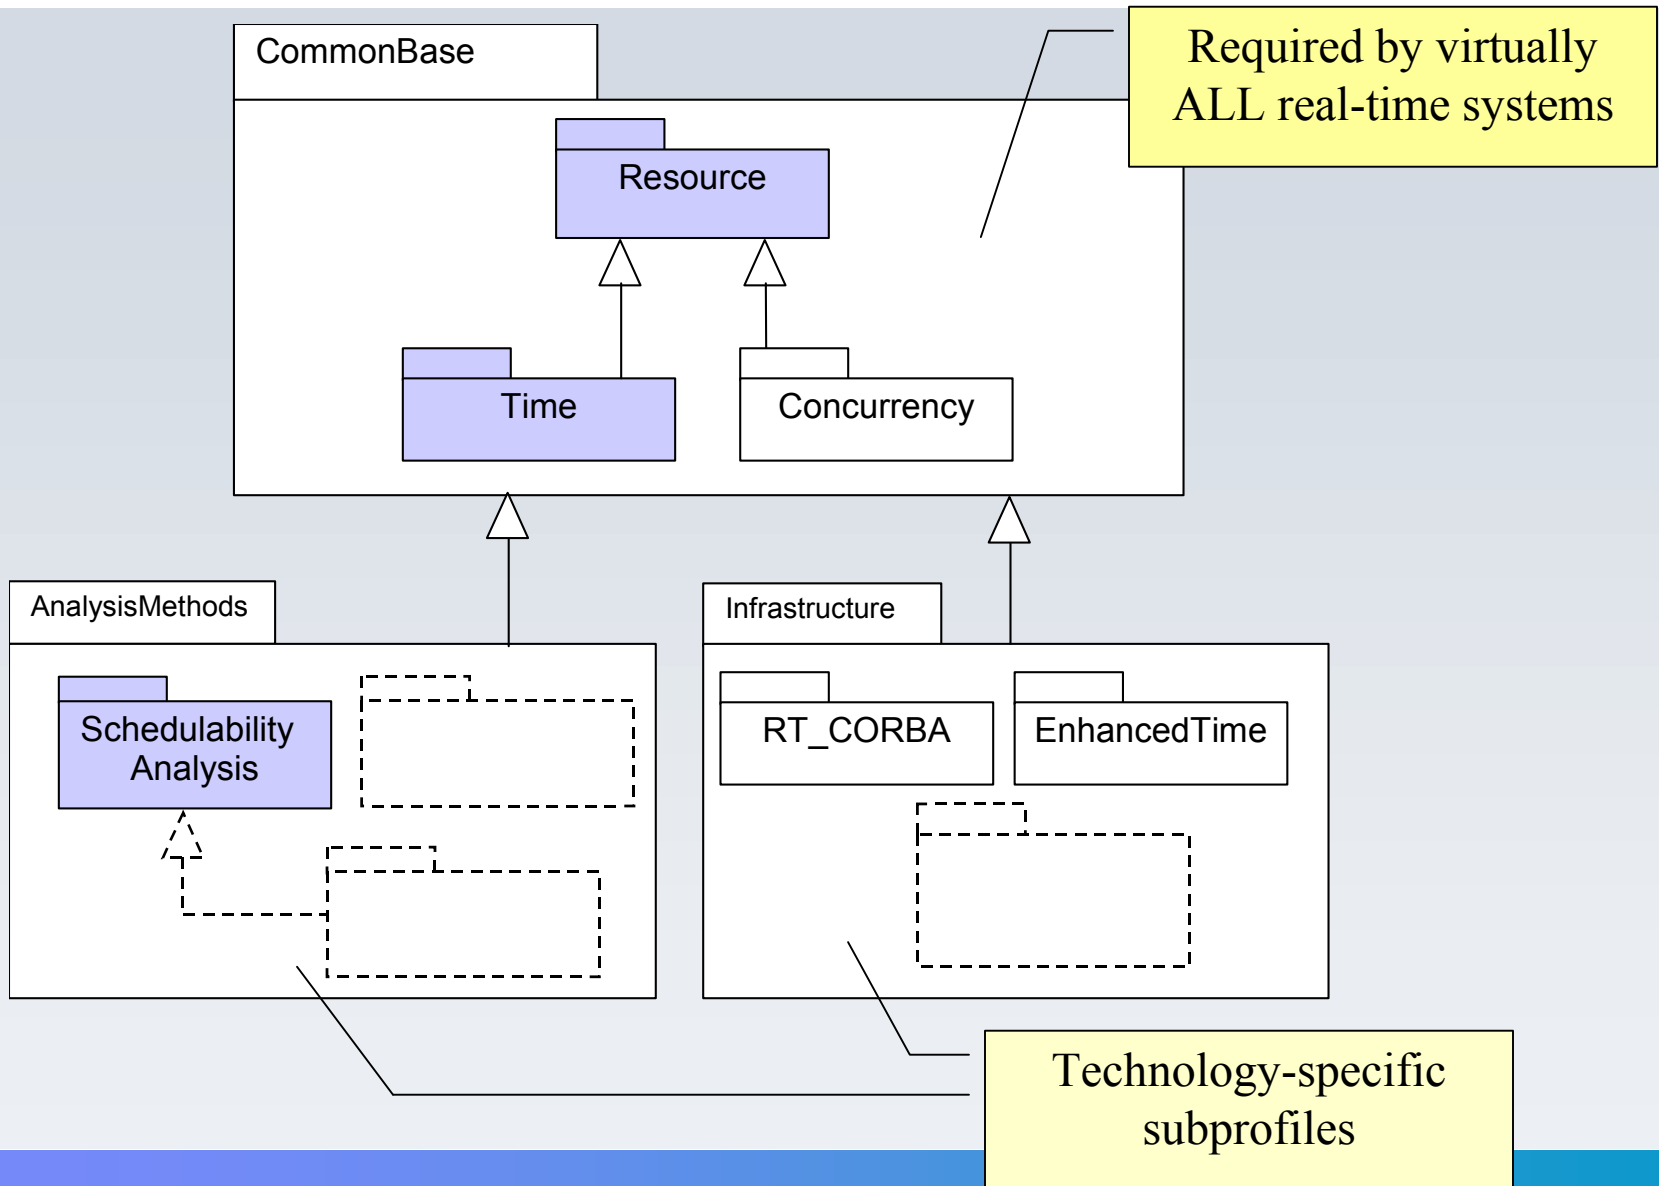 CommonBase
Required by virtually
ALL real-time systems
Resource
Time
Concurrency
AnalysisMethods
Infrastructure
Schedulability
Analysis
RT_CORBA
EnhancedTime
Technology-specific
subprofiles